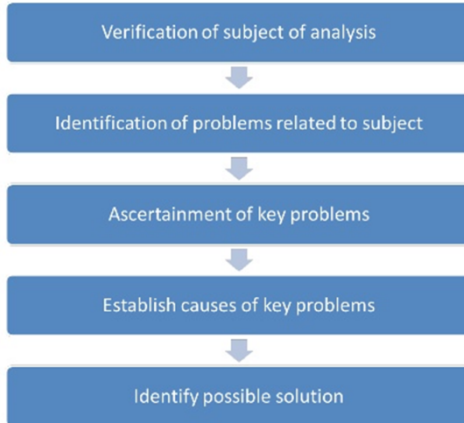 Verification of subject of analysis
Identification of problems related to subject
Ascertainment of key problems
Establish causes of key problems
Identify possible solution